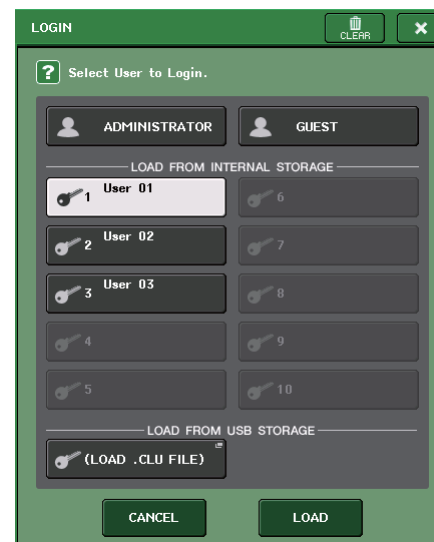 LOGIN
CLEAR
? Select User to Login.
ADMINISTRATOR
GUEST
LOAD FROM INTERNAL STORAGE
1 User 01
6
2 User 02
7
3 User 03
8
4
9
5
10
LOAD FROM USB STORAGE
(LOAD .CLU FILE)
CANCEL
LOAD